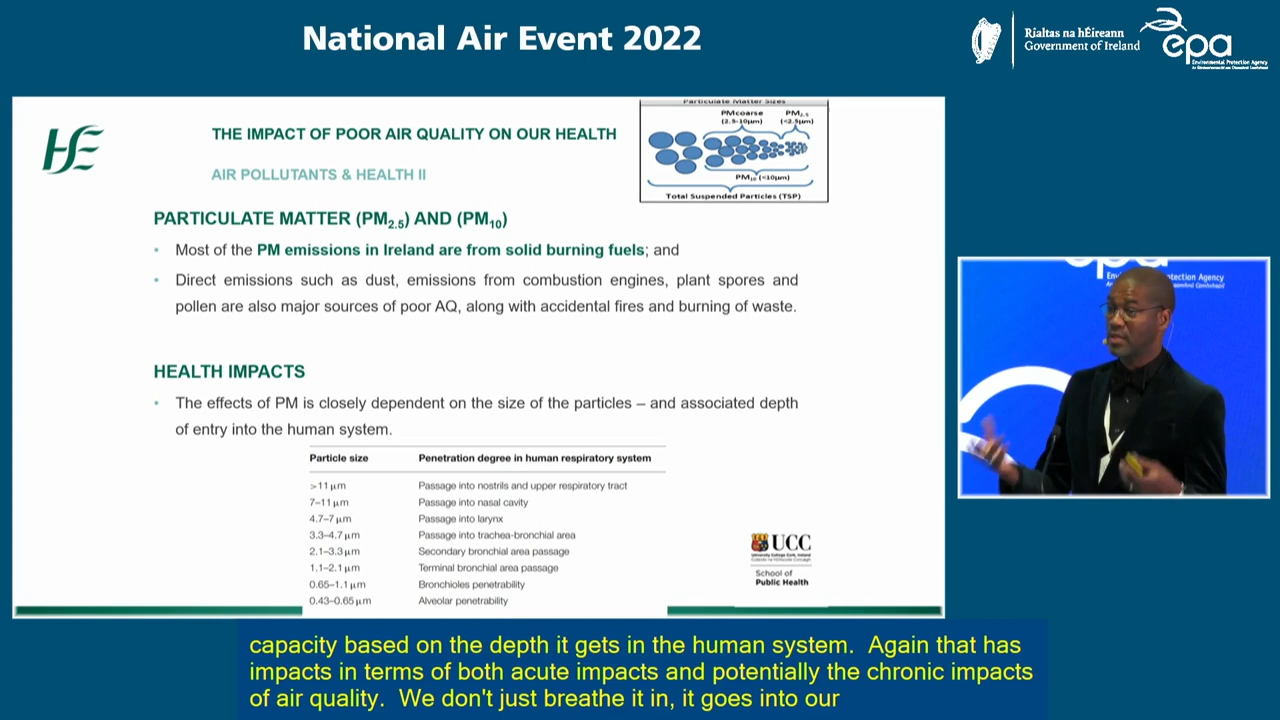 National Air Event 2022
Rialtas na hÉireann
Government of Ireland
epa
Environmental Protection Agency
HE
THE IMPACT OF POOR AIR QUALITY ON OUR HEALTH
AIR POLLUTANTS & HEALTH II
Particulate Matter Sizes
PMcoarse
(2.5-10µm)
PM2.5
(<2.5µm)
PM10 (<10µm)
Total Suspended Particles (TSP)
PARTICULATE MATTER (PM2.5) AND (PM10)
• Most of the PM emissions in Ireland are from solid burning fuels; and
• Direct emissions such as dust, emissions from combustion engines, plant spores and
pollen are also major sources of poor AQ, along with accidental fires and burning of waste.
HEALTH IMPACTS
• The effects of PM is closely dependent on the size of the particles – and associated depth
of entry into the human system.
Particle size Penetration degree in human respiratory system
>11 µm Passage into nostrils and upper respiratory tract
7–11 µm Passage into nasal cavity
4.7–7 µm Passage into larynx
3.3–4.7 µm Passage into trachea-bronchial area
2.1–3.3 µm Secondary bronchial area passage
1.1–2.1 µm Terminal bronchial area passage
0.65–1.1 µm Bronchioles penetrability
0.43–0.65 µm Alveolar penetrability
UCC
University College Cork, Ireland
School of
Public Health
epa
Environmental Protection Agency
capacity based on the depth it gets in the human system. Again that has
impacts in terms of both acute impacts and potentially the chronic impacts
of air quality. We don't just breathe it in, it goes into our